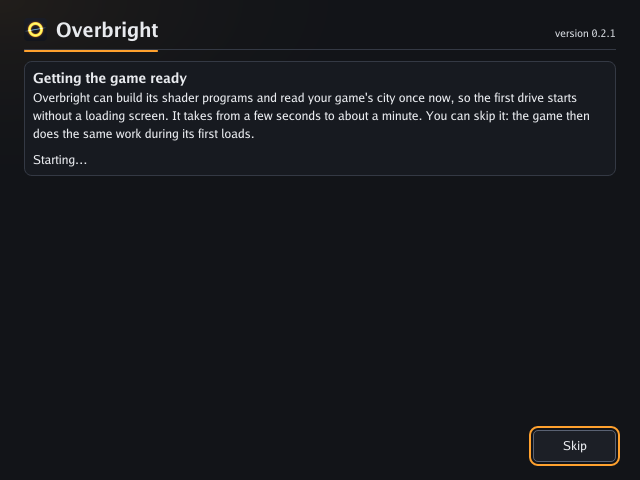 Overbright
version 0.2.1
Getting the game ready
Overbright can build its shader programs and read your game's city once now, so the first drive starts
without a loading screen. It takes from a few seconds to about a minute. You can skip it: the game then
does the same work during its first loads.
Starting…
Skip